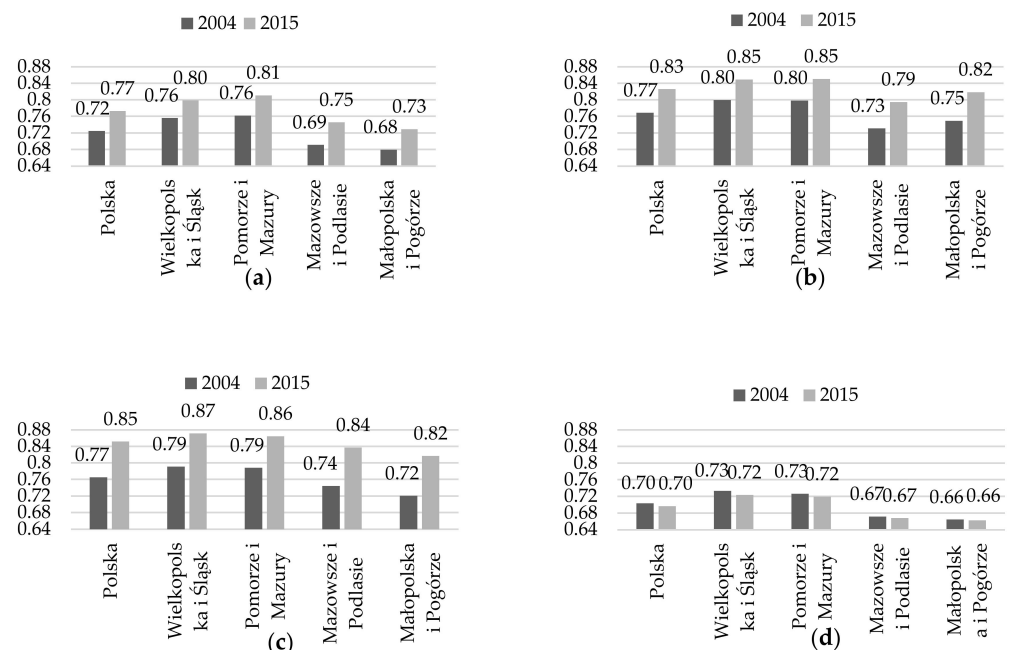 2004 2015
0.88
0.84
0.8
0.76
0.72
0.68
0.64
0.72 0.77 0.76 0.80 0.76 0.81 0.69 0.75 0.68 0.73
Polska
Wielkopols
ka i Śląsk
Pomorze i
Mazury
Mazowsze
i Podlasie
Małopolska
i Pogórze
(a)
2004 2015
0.88
0.84
0.8
0.76
0.72
0.68
0.64
0.77 0.83 0.80 0.85 0.80 0.85 0.73 0.79 0.75 0.82
Polska
Wielkopols
ka i Śląsk
Pomorze i
Mazury
Mazowsze
i Podlasie
Małopolska
i Pogórze
(b)
2004 2015
0.88
0.84
0.8
0.76
0.72
0.68
0.64
0.77 0.85 0.79 0.87 0.79 0.86 0.74 0.84 0.72 0.82
Polska
Wielkopols
ka i Śląsk
Pomorze i
Mazury
Mazowsze i
Podlasie
Małopolska
i Pogórze
(c)
2004 2015
0.88
0.84
0.8
0.76
0.72
0.68
0.64
0.70 0.70 0.73 0.72 0.73 0.72 0.67 0.67 0.66 0.66
Polska
Wielkopols
ka i Śląsk
Pomorze i
Mazury
Mazowsze
i Podlasie
Małopolsk
a i Pogórze
(d)